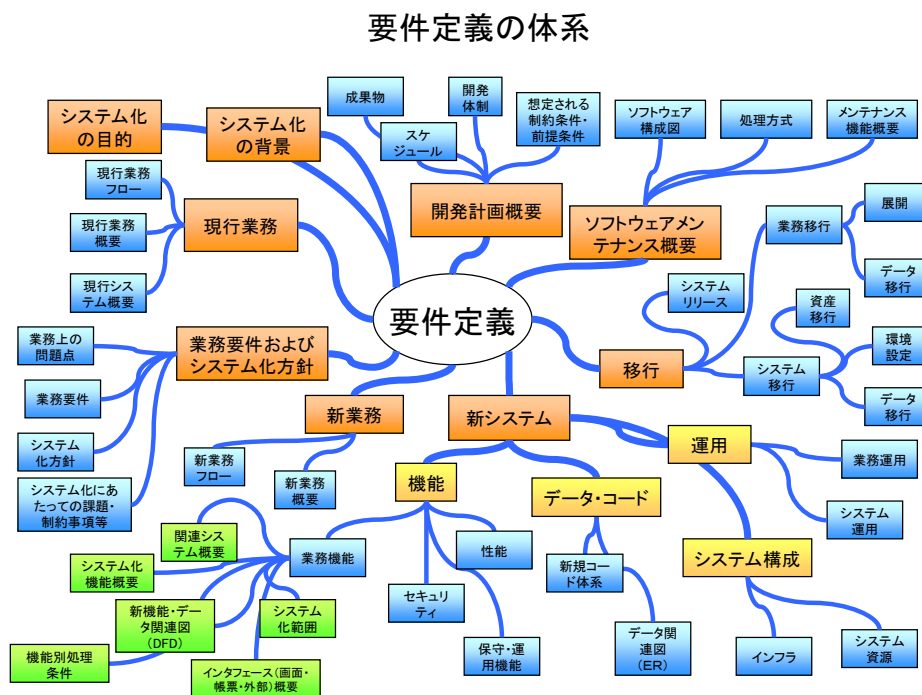 要件定義の体系
システム化
の目的
システム化
の背景
成果物
スケ
ジュール
開発
体制
想定される
制約条件・
前提条件
ソフトウェア
構成図
処理方式
メンテナンス
機能概要
現行業務
フロー
現行業務
概要
現行シス
テム概要
現行業務
開発計画概要
ソフトウェアメン
テナンス概要
業務移行
展開
データ
移行
システム
リリース
資産
移行
環境
設定
システム
移行
データ
移行
要件定義
移行
業務上の
問題点
業務要件
システム
化方針
システム化にあ
たっての課題・
制約事項等
業務要件および
システム化方針
新業務
新業務
フロー
新業務
概要
新システム
機能
データ・コード
運用
業務運用
システム
運用
システム構成
インフラ
システム
資源
関連シス
テム概要
業務機能
性能
セキュリ
ティ
保守・運
用機能
新規コー
ド体系
データ関
連図
(ER)
システム化
機能概要
新機能・デー
タ関連図
(DFD)
システム
化範囲
機能別処理
条件
インタフェース(画面・
帳票・外部)概要